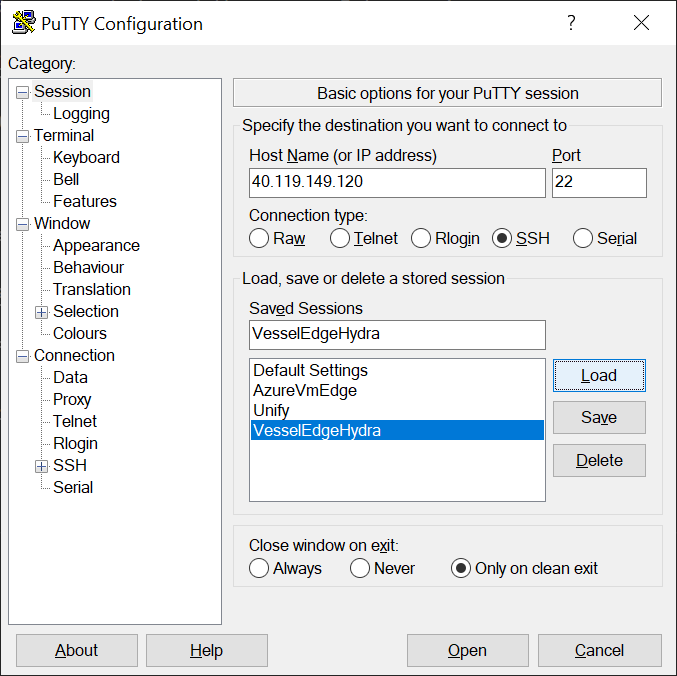 PuTTY Configuration
?
Category:
Session
Logging
Terminal
Keyboard
Bell
Features
Window
Appearance
Behaviour
Translation
Selection
Colours
Connection
Data
Proxy
Telnet
Rlogin
SSH
Serial
Basic options for your PuTTY session
Specify the destination you want to connect to
Host Name (or IP address) Port
40.119.149.120 22
Connection type:
Raw Telnet Rlogin SSH Serial
Load, save or delete a stored session
Saved Sessions
VesselEdgeHydra
Default Settings
AzureVmEdge
Unify
VesselEdgeHydra
Load
Save
Delete
Close window on exit:
Always Never Only on clean exit
About Help Open Cancel